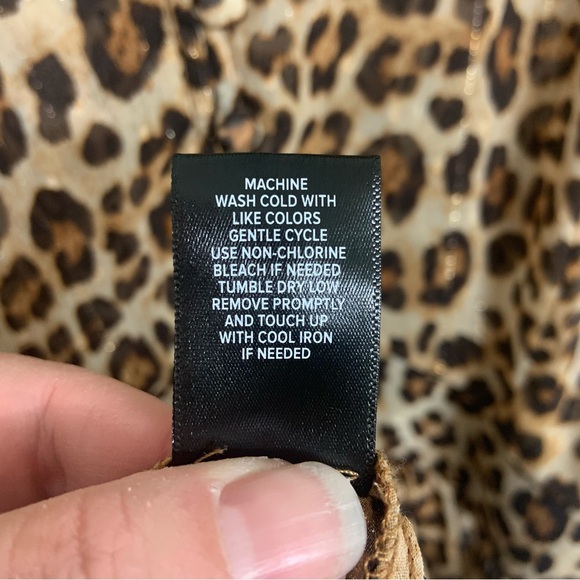 MACHINE
WASH COLD WITH
LIKE COLORS
GENTLE CYCLE
USE NON-CHLORINE
BLEACH IF NEEDED
TUMBLE DRY LOW
REMOVE PROMPTLY
AND TOUCH UP
WITH COOL IRON
IF NEEDED